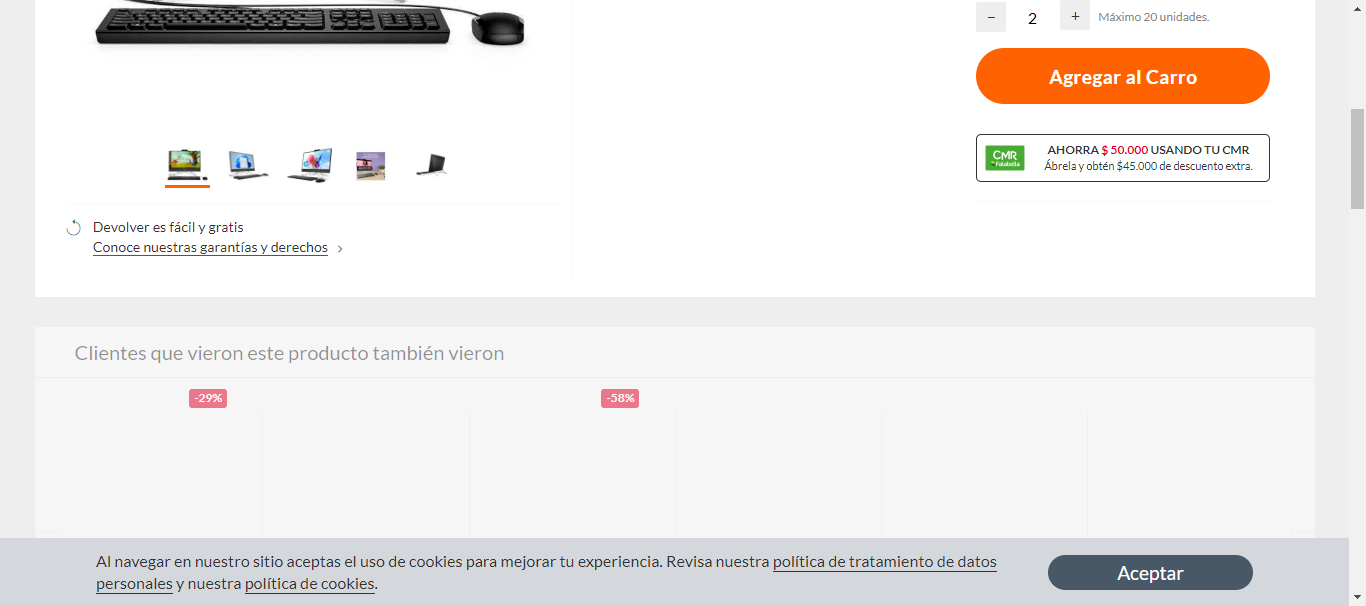 − 2 + Máximo 20 unidades.
Agregar al Carro
CMR
Falabella
AHORRA $ 50.000 USANDO TU CMR
Ábrela y obtén $45.000 de descuento extra.
Devolver es fácil y gratis
Conoce nuestras garantías y derechos >
Clientes que vieron este producto también vieron
-29% -58%
Al navegar en nuestro sitio aceptas el uso de cookies para mejorar tu experiencia. Revisa nuestra política de tratamiento de datos
personales y nuestra política de cookies.
Aceptar